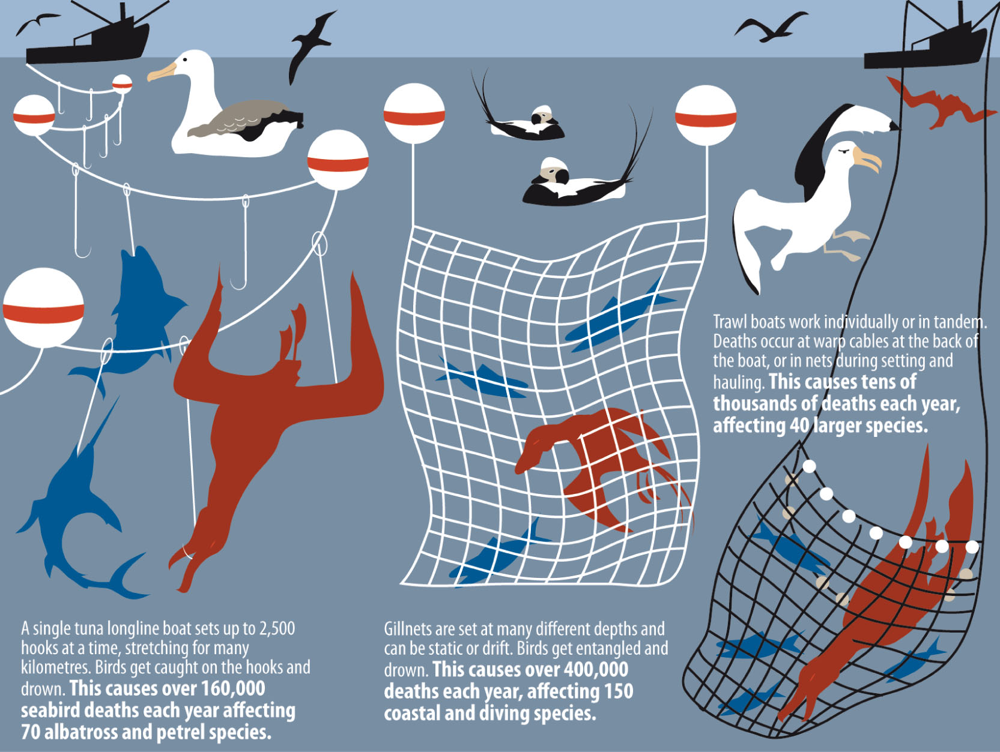 A single tuna longline boat sets up to 2,500
hooks at a time, stretching for many
kilometres. Birds get caught on the hooks and
drown. This causes over 160,000
seabird deaths each year affecting
70 albatross and petrel species.
Gillnets are set at many different depths and
can be static or drift. Birds get entangled and
drown. This causes over 400,000
deaths each year, affecting 150
coastal and diving species.
Trawl boats work individually or in tandem.
Deaths occur at warp cables at the back of
the boat, or in nets during setting and
hauling. This causes tens of
thousands of deaths each year,
affecting 40 larger species.